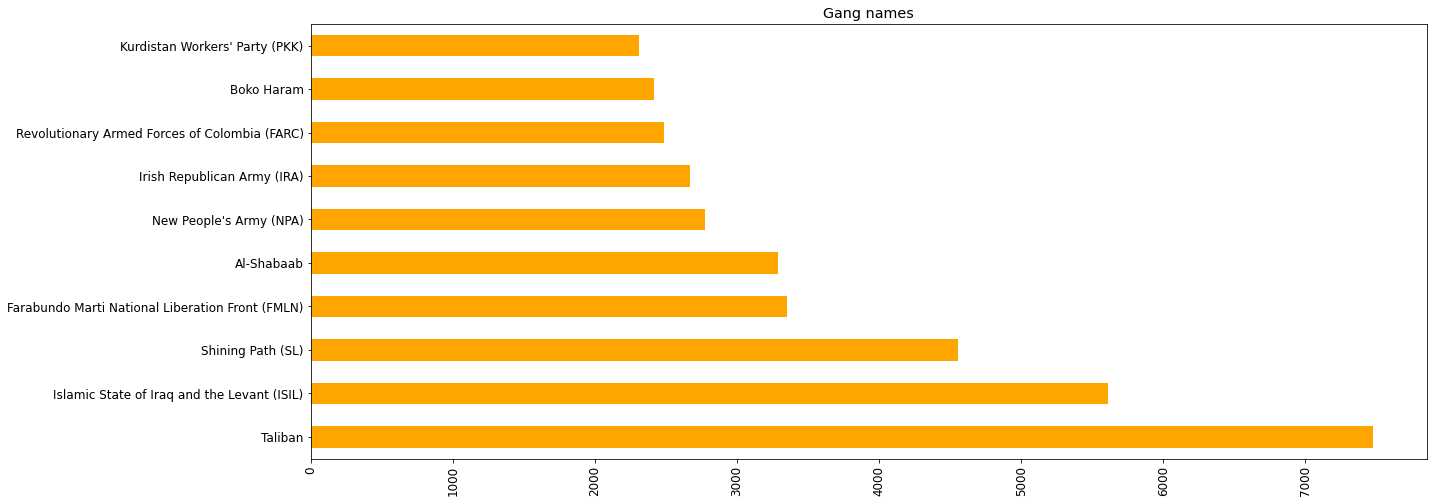 Gang names
Kurdistan Workers' Party (PKK)
Boko Haram
Revolutionary Armed Forces of Colombia (FARC)
Irish Republican Army (IRA)
New People's Army (NPA)
Al-Shabaab
Farabundo Marti National Liberation Front (FMLN)
Shining Path (SL)
Islamic State of Iraq and the Levant (ISIL)
Taliban
0
1000
2000
3000
4000
5000
6000
7000